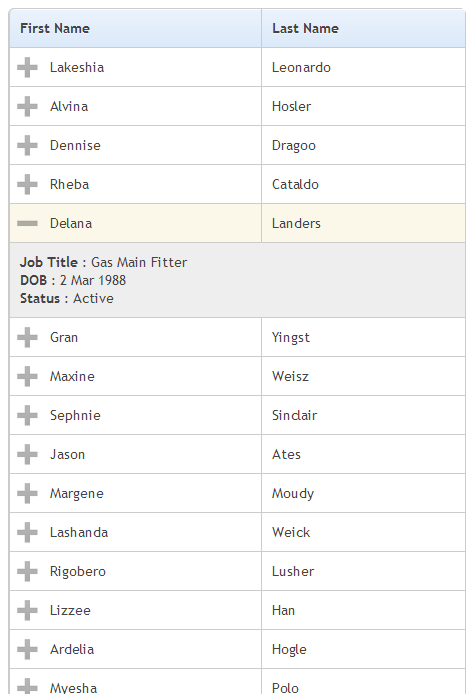 First Name Last Name
Lakeshia Leonardo
Alvina Hosler
Dennise Dragoo
Rheba Cataldo
Delana Landers
Job Title : Gas Main Fitter
DOB : 2 Mar 1988
Status : Active
Gran Yingst
Maxine Weisz
Sephnie Sinclair
Jason Ates
Margene Moudy
Lashanda Weick
Rigobero Lusher
Lizzee Han
Ardelia Hogle
Myesha Polo